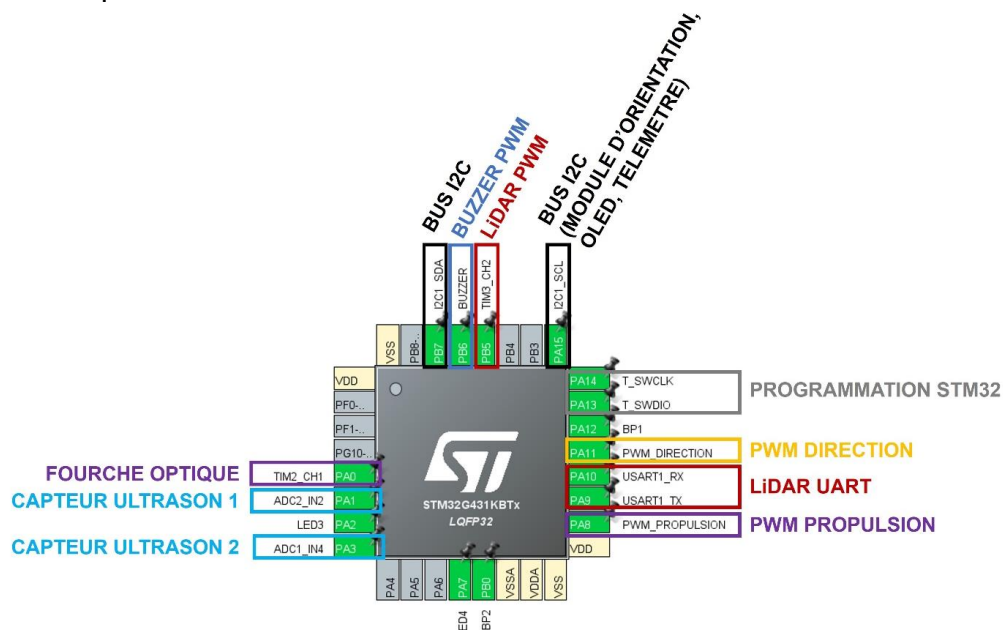 BUS I2C
BUZZER PWM
LiDAR PWM
BUS I2C
(MODULE D'ORIENTATION,
OLED, TELEMETRE)
I2C1_SDA
BUZZER
TIM3_CH2
I2C1_SCL
VSS
PB8-..
PB7
PB6
PB5
PB4
PB3
PA15
VDD
PF0-..
PF1-..
PG10-..
FOURCHE OPTIQUE
TIM2_CH1
PA0
CAPTEUR ULTRASON 1
ADC2_IN2
PA1
LED3
PA2
CAPTEUR ULTRASON 2
ADC1_IN4
PA3
ST
STM32G431KBTx
LQFP32
PA14
T_SWCLK
PROGRAMMATION STM32
PA13
T_SWDIO
PA12
BP1
PA11
PWM_DIRECTION
PWM DIRECTION
PA10
USART1_RX
LiDAR UART
PA9
USART1_TX
PA8
PWM_PROPULSION
PWM PROPULSION
VDD
PA4
PA5
PA6
PA7
PB0
VSSA
VDDA
VSS
BP2